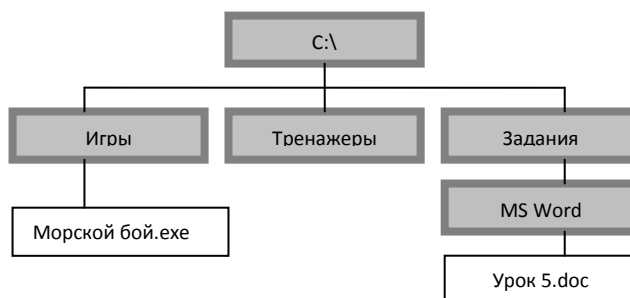 C:\
Игры
Тренажеры
Задания
MS Word
Морской бой.exe
Урок 5.doc